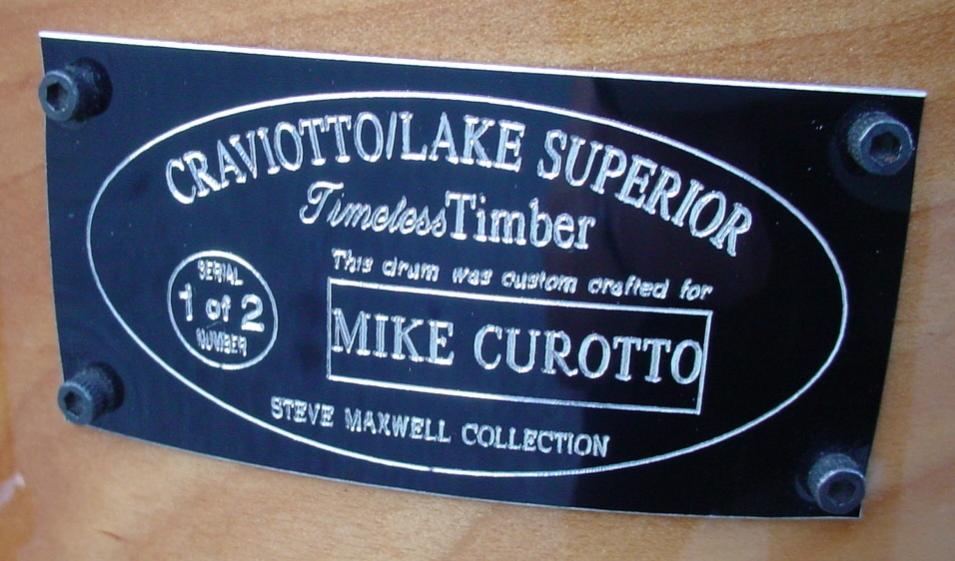 CRAVIOTTO/LAKE SUPERIOR
TimelessTimber
This drum was custom crafted for
SERIAL
1 of 2
NUMBER
MIKE CUROTTO
STEVE MAXWELL COLLECTION